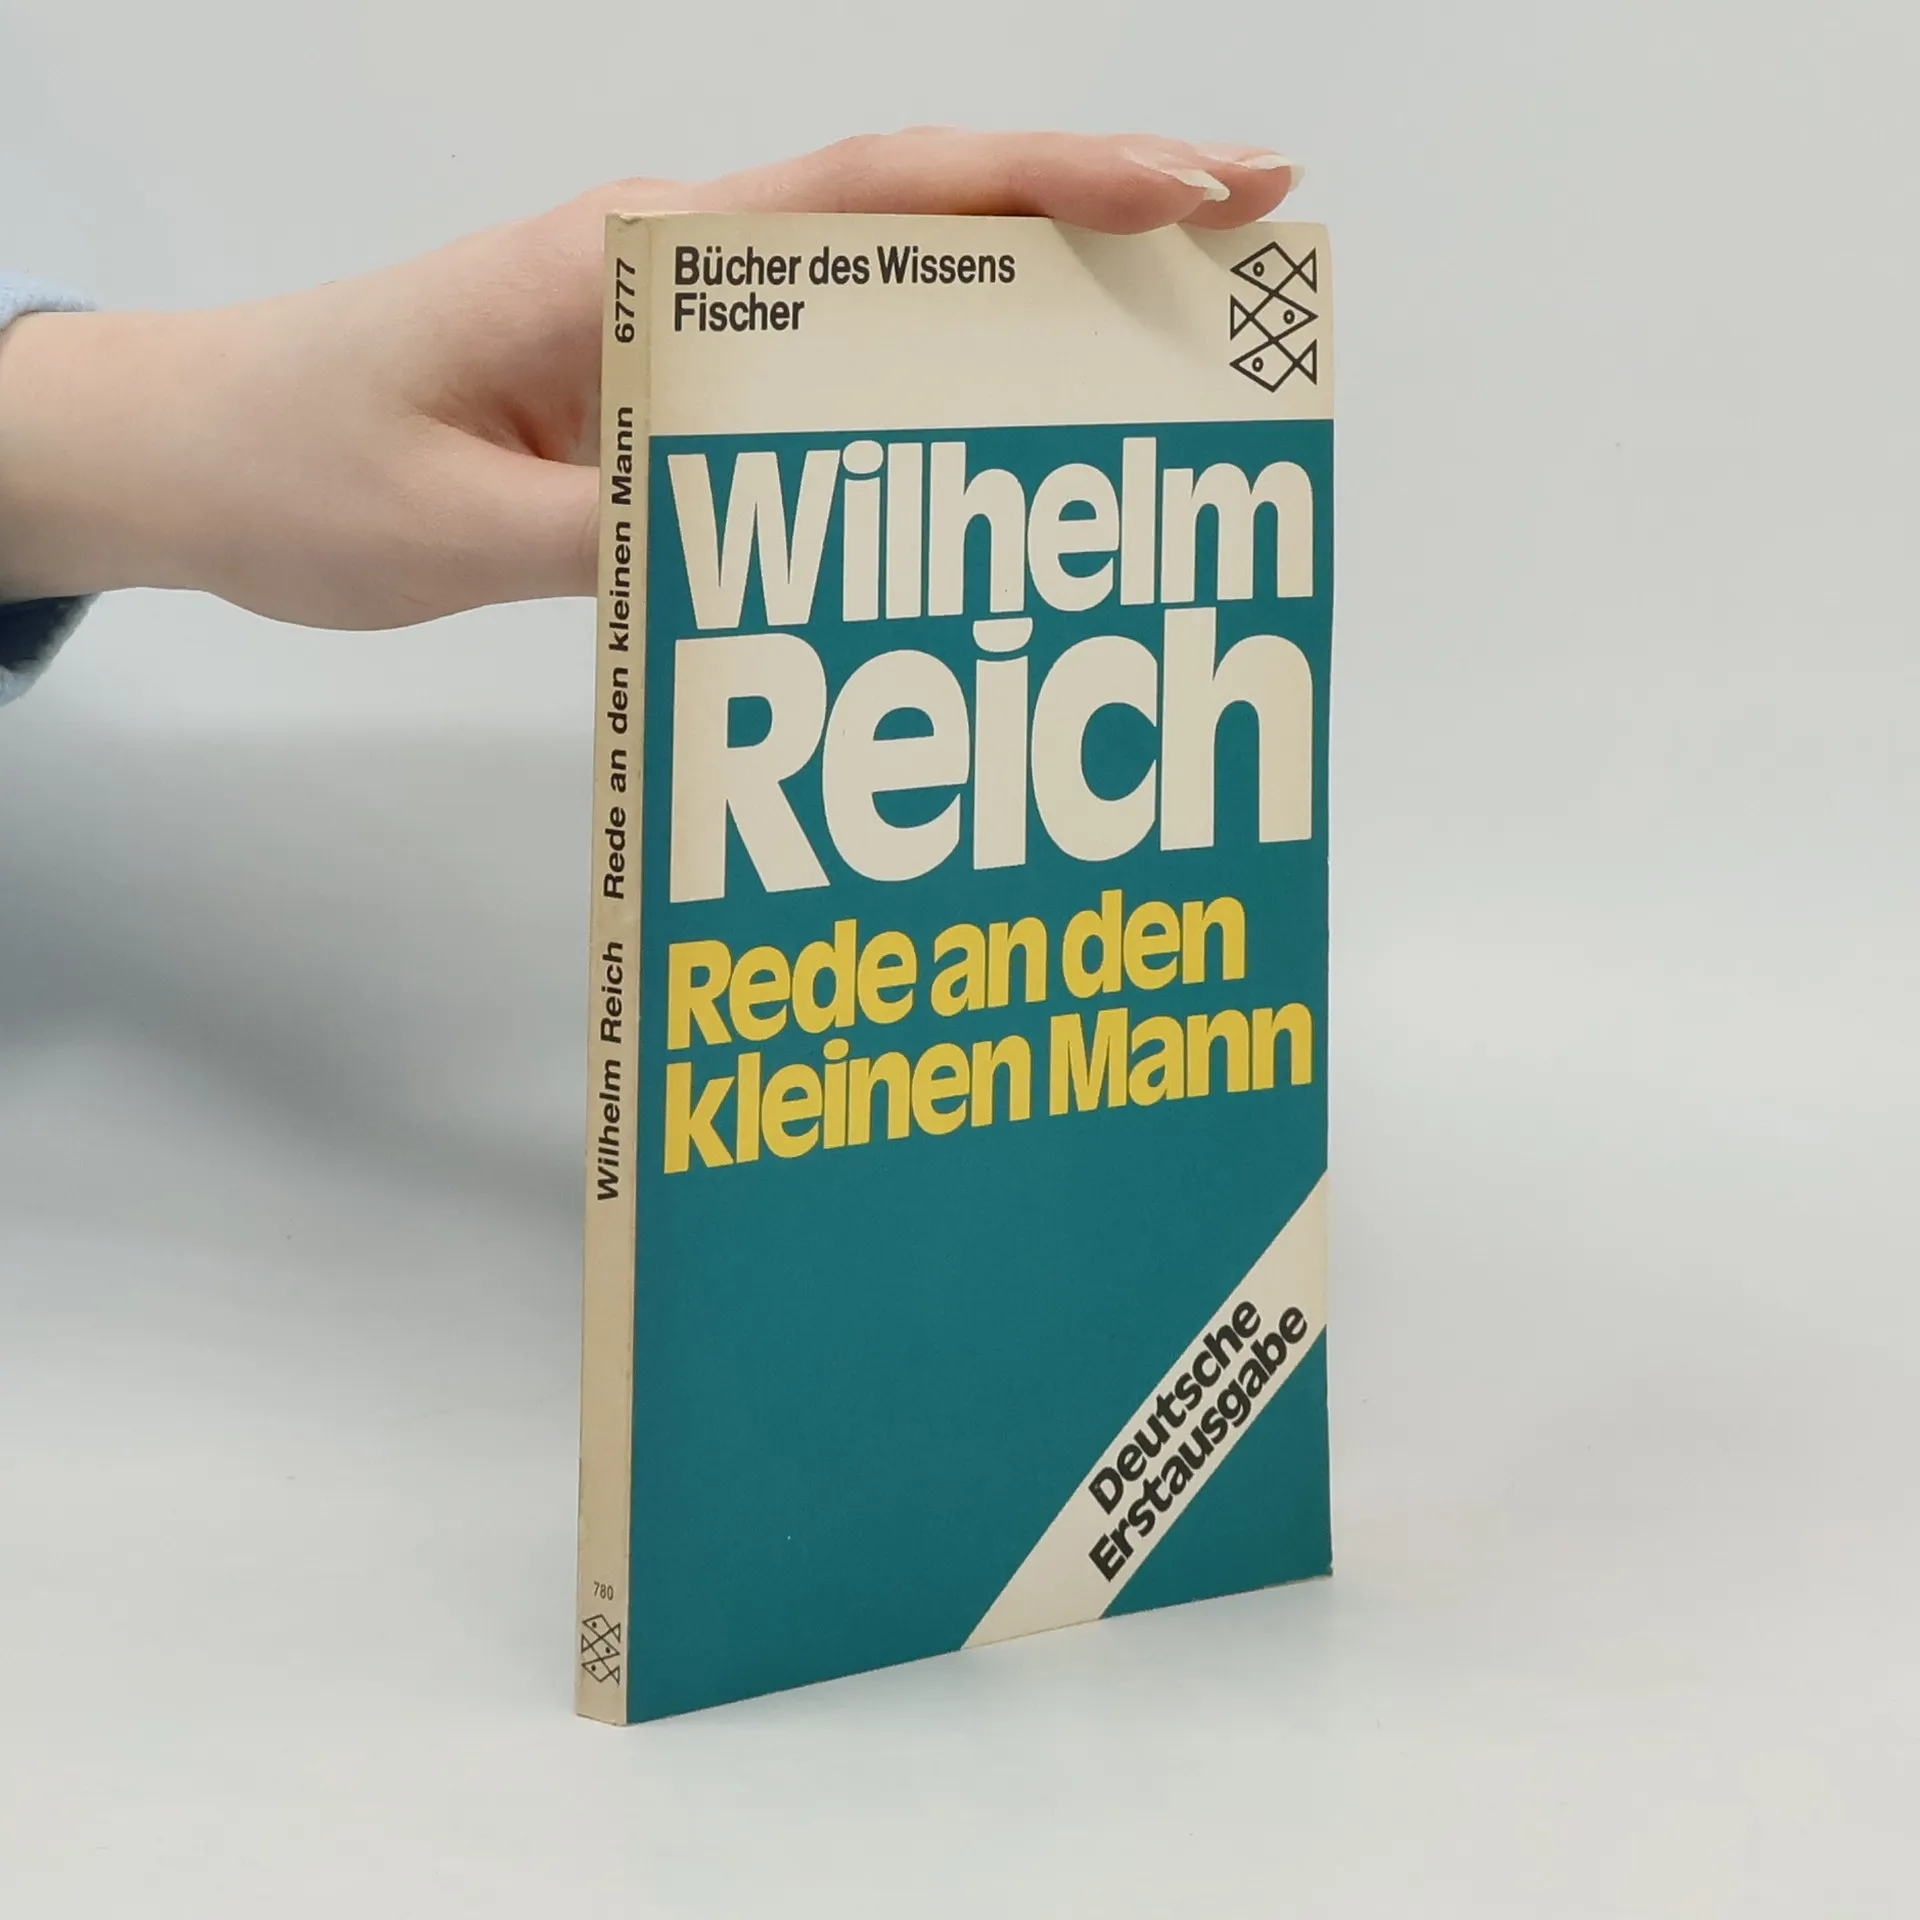 Bücher des Wissens
Fischer
Wilhelm
Reich
Rede an den
kleinen Mann
Deutsche
Erstausgabe
Wilhelm Reich Rede an den kleinen Mann 6777
780